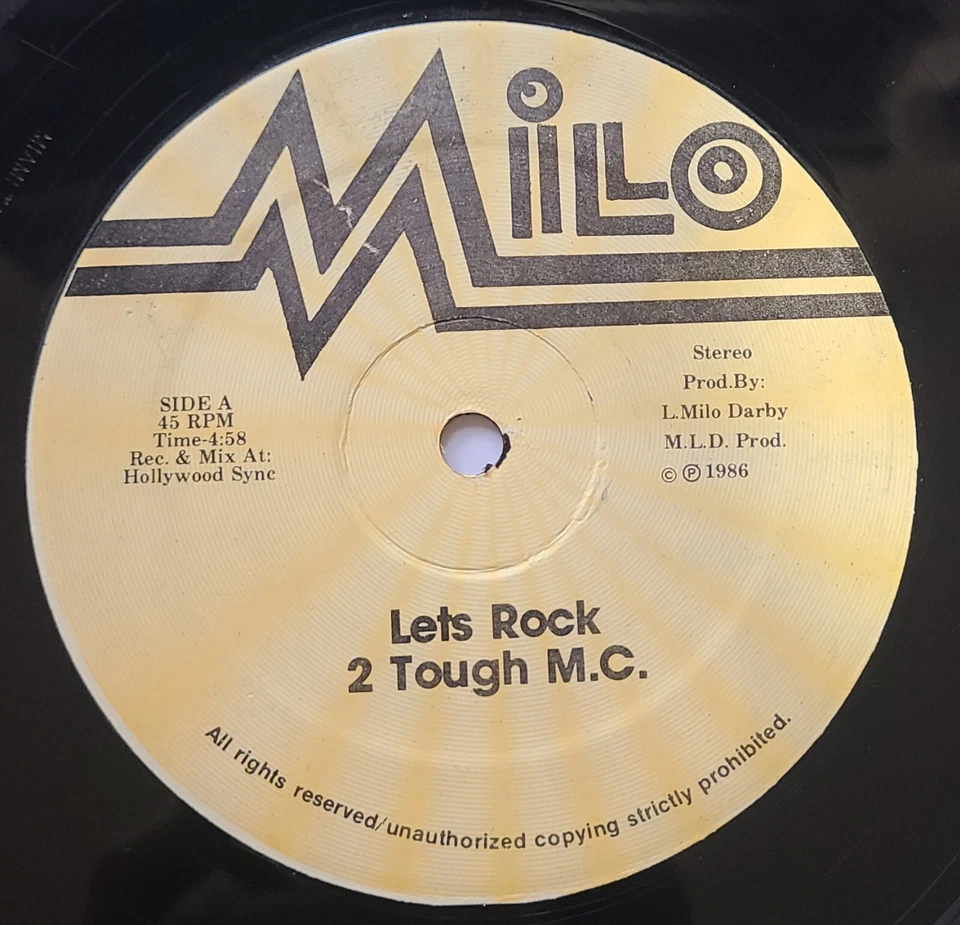 MiLLO
SIDE A
45 RPM
Time-4:58
Rec. & Mix At:
Hollywood Sync
Stereo
Prod.By:
L.Milo Darby
M.L.D. Prod.
© ℗ 1986
Lets Rock
2 Tough M.C.
All rights reserved/unauthorized copying strictly prohibited.